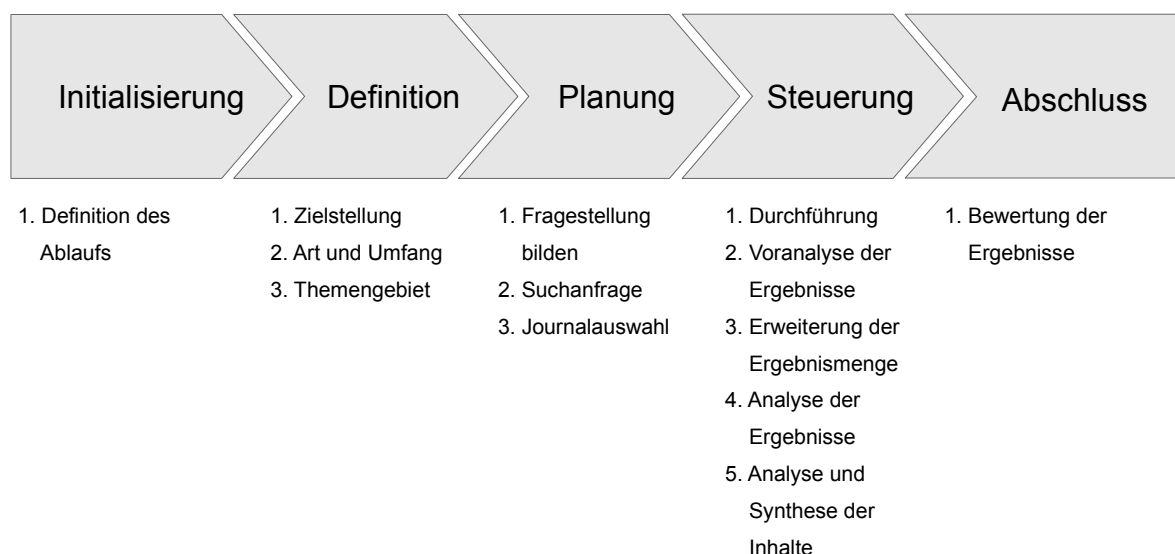 Initialisierung
Definition
Planung
Steuerung
Abschluss
1. Definition des
Ablaufs
1. Zielstellung
2. Art und Umfang
3. Themengebiet
1. Fragestellung
bilden
2. Suchanfrage
3. Journalauswahl
1. Durchführung
2. Voranalyse der
Ergebnisse
3. Erweiterung der
Ergebnismenge
4. Analyse der
Ergebnisse
5. Analyse und
Synthese der
Inhalte
1. Bewertung der
Ergebnisse